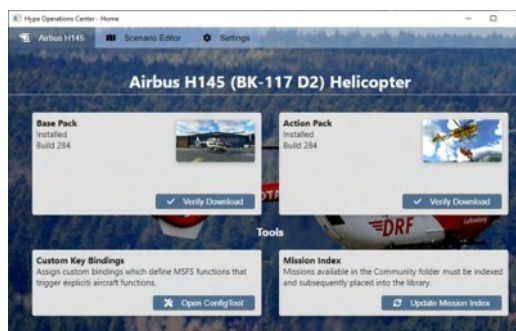 Hype Operations Center - Home
Airbus H145
Scenario Editor
Settings
Airbus H145 (BK-117 D2) Helicopter
Base Pack
Installed
Build 284
Verify Download
Action Pack
Installed
Build 284
Verify Download
DRF
Luftrettung
Tools
Custom Key Bindings
Assign custom bindings which define MSFS functions that
trigger explicit aircraft functions.
Open ConfigTool
Mission Index
Missions available in the Community folder must be indexed
and subsequently placed into the library.
Update Mission Index